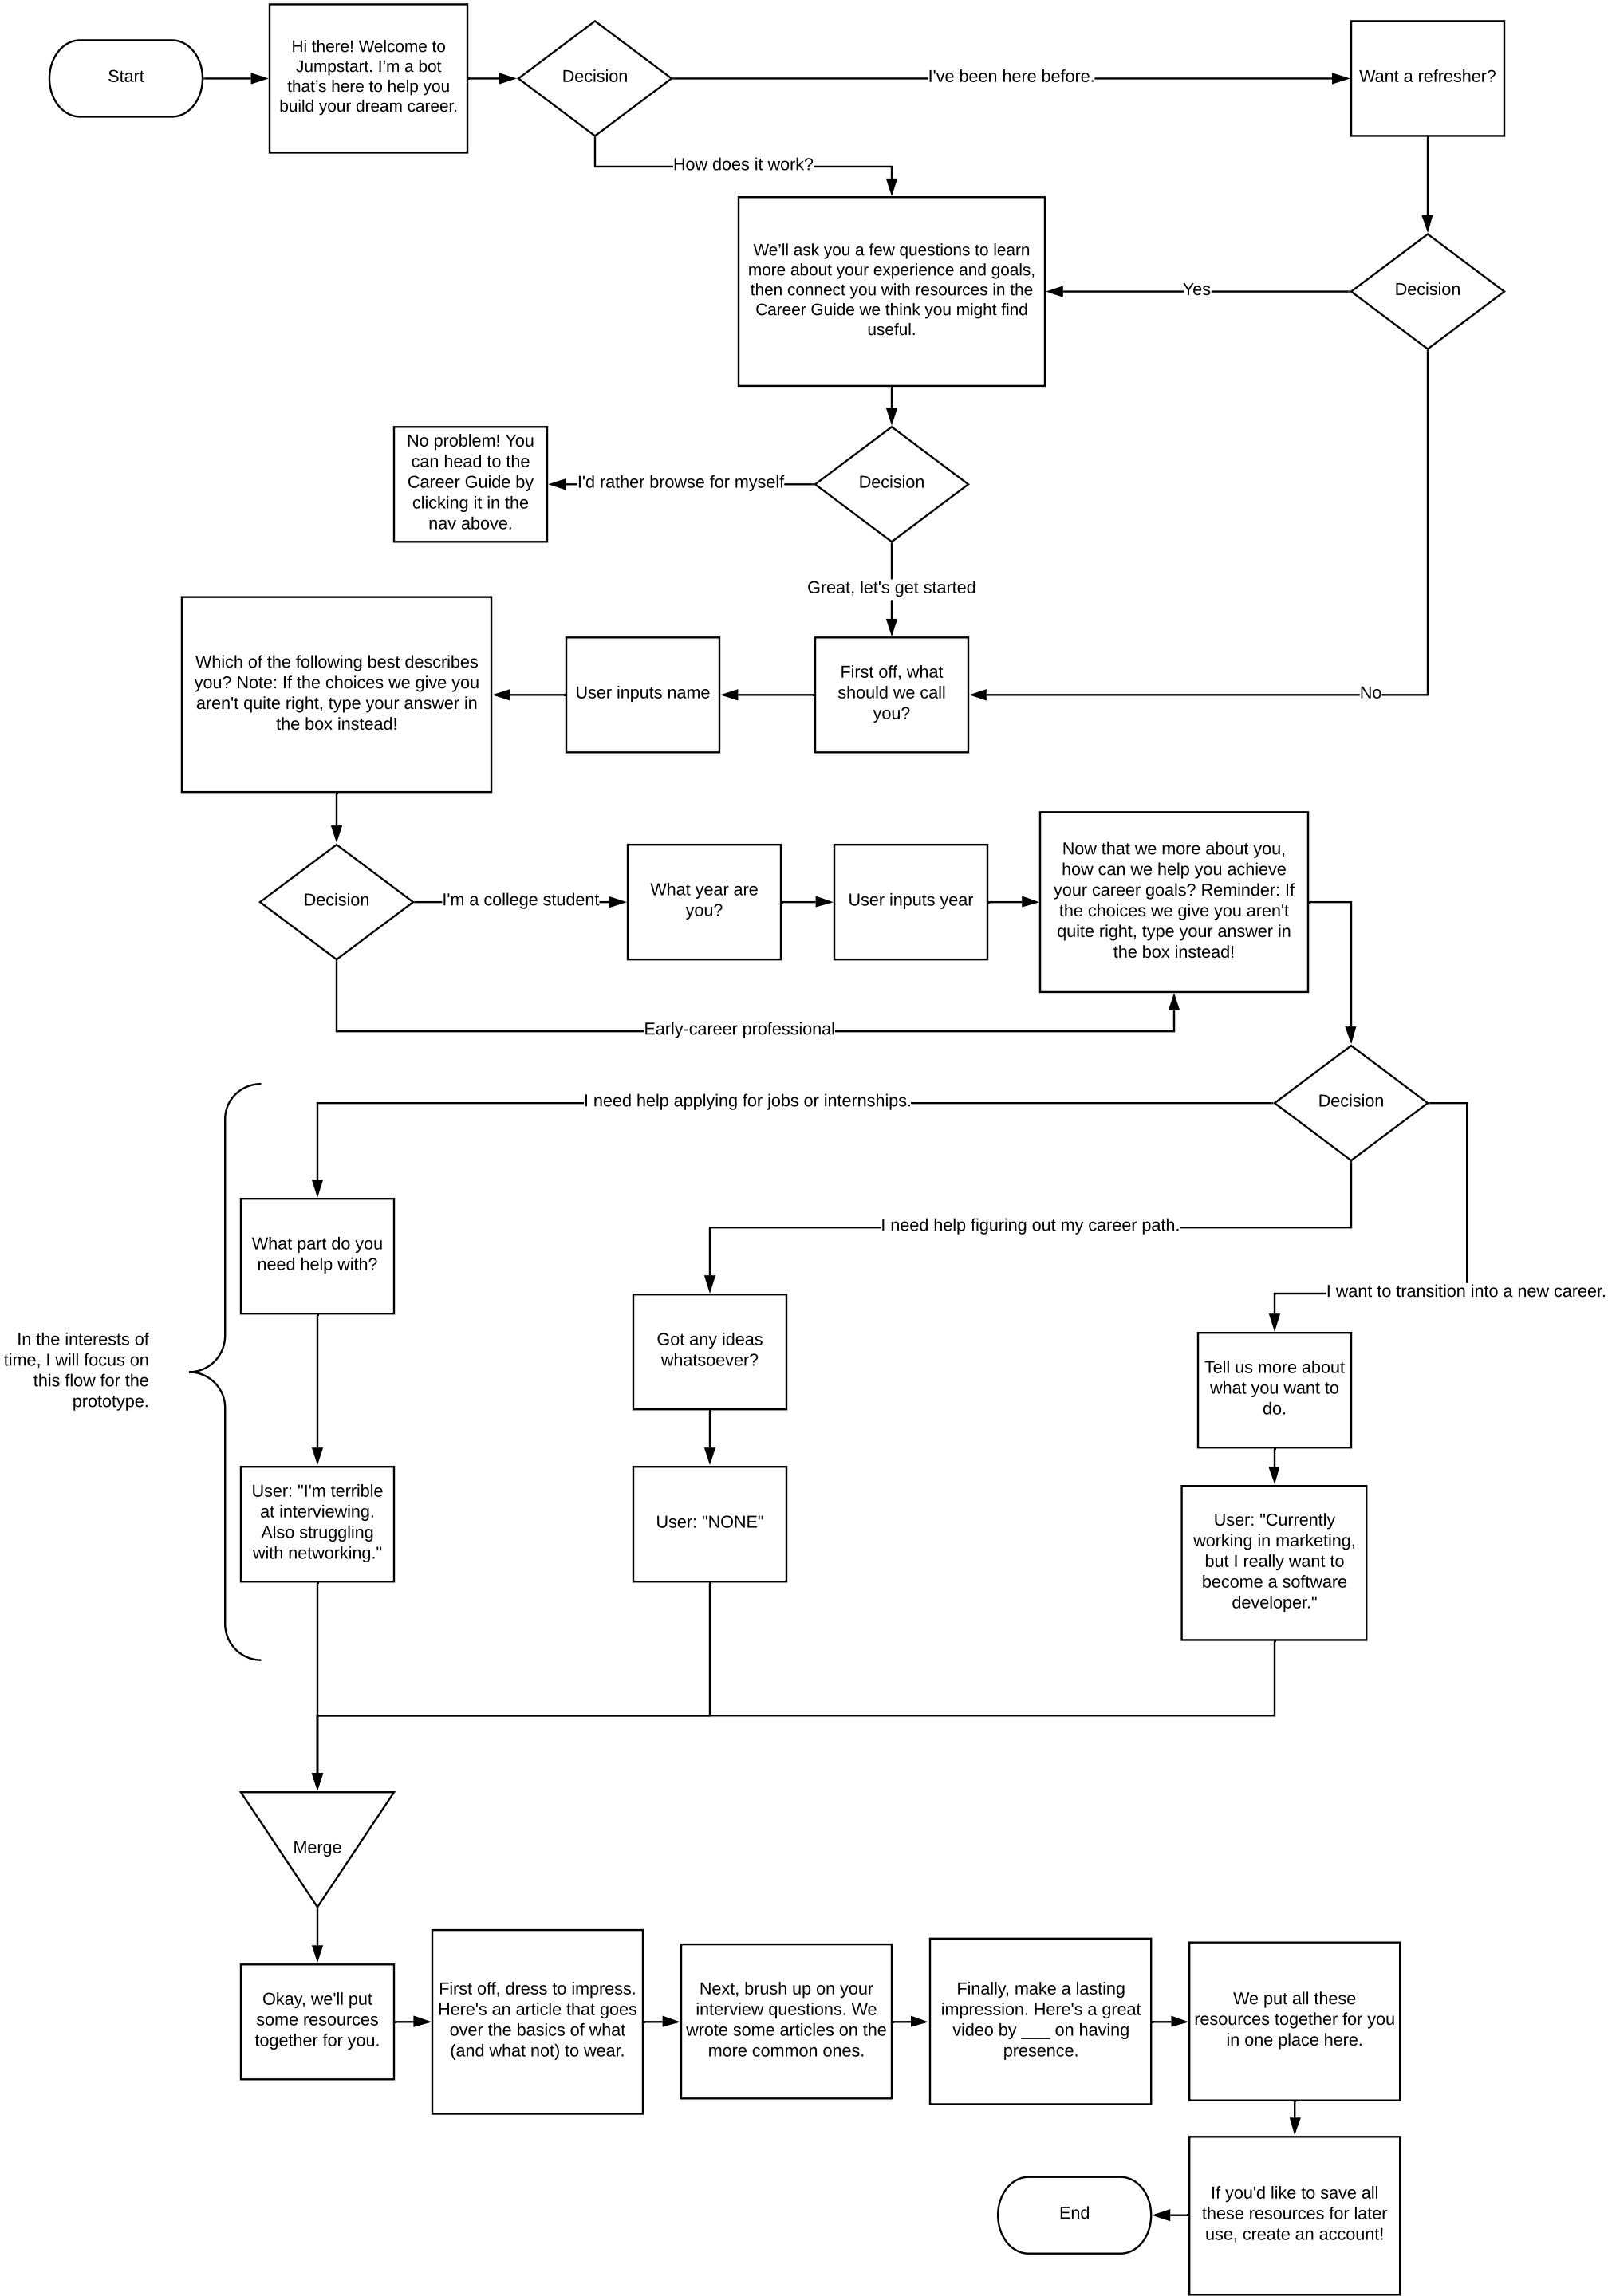 Start
Hi there! Welcome to
Jumpstart. I’m a bot
that’s here to help you
build your dream career.
Decision
I've been here before.
Want a refresher?
How does it work?
We’ll ask you a few questions to learn
more about your experience and goals,
then connect you with resources in the
Career Guide we think you might find
useful.
Yes
Decision
No problem! You
can head to the
Career Guide by
clicking it in the
nav above.
I'd rather browse for myself
Decision
Great, let's get started
Which of the following best describes
you? Note: If the choices we give you
aren't quite right, type your answer in
the box instead!
User inputs name
First off, what
should we call
you?
No
Decision
I'm a college student
What year are
you?
User inputs year
Now that we more about you,
how can we help you achieve
your career goals? Reminder: If
the choices we give you aren't
quite right, type your answer in
the box instead!
Early-career professional
I need help applying for jobs or internships.
Decision
What part do you
need help with?
I need help figuring out my career path.
I want to transition into a new career.
Got any ideas
whatsoever?
In the interests of
time, I will focus on
this flow for the
prototype.
Tell us more about
what you want to
do.
User: "I'm terrible
at interviewing.
Also struggling
with networking."
User: "NONE"
User: "Currently
working in marketing,
but I really want to
become a software
developer."
Merge
Okay, we'll put
some resources
together for you.
First off, dress to impress.
Here's an article that goes
over the basics of what
(and what not) to wear.
Next, brush up on your
interview questions. We
wrote some articles on the
more common ones.
Finally, make a lasting
impression. Here's a great
video by ___ on having
presence.
We put all these
resources together for you
in one place here.
End
If you'd like to save all
these resources for later
use, create an account!